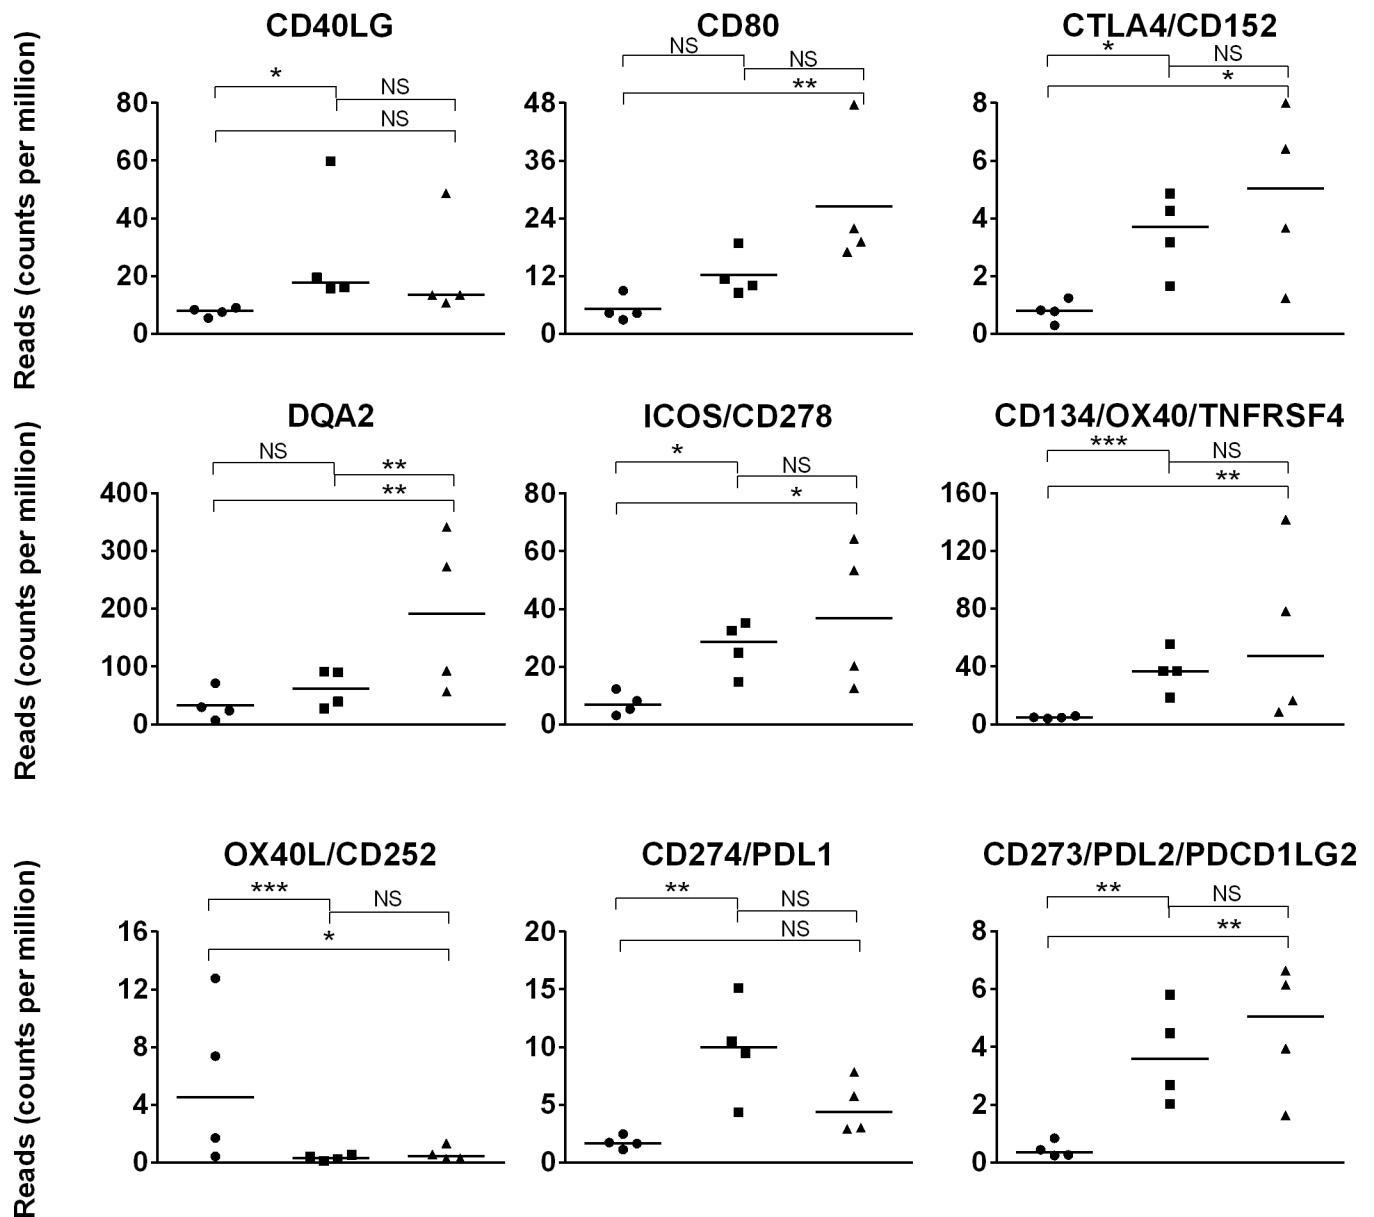 CD40LG
CD80
CTLA4/CD152
* NS NS
NS NS **
* NS *
Reads (counts per million)
80 60 40 20 0
48 36 24 12 0
8 6 4 2 0
DQA2
ICOS/CD278
CD134/OX40/TNFRSF4
NS ** **
* NS *
*** NS **
Reads (counts per million)
400 300 200 100 0
80 60 40 20 0
160 120 80 40 0
OX40L/CD252
CD274/PDL1
CD273/PDL2/PDCD1LG2
*** NS *
** NS NS
** NS **
Reads (counts per million)
16 12 8 4 0
20 15 10 5 0
8 6 4 2 0